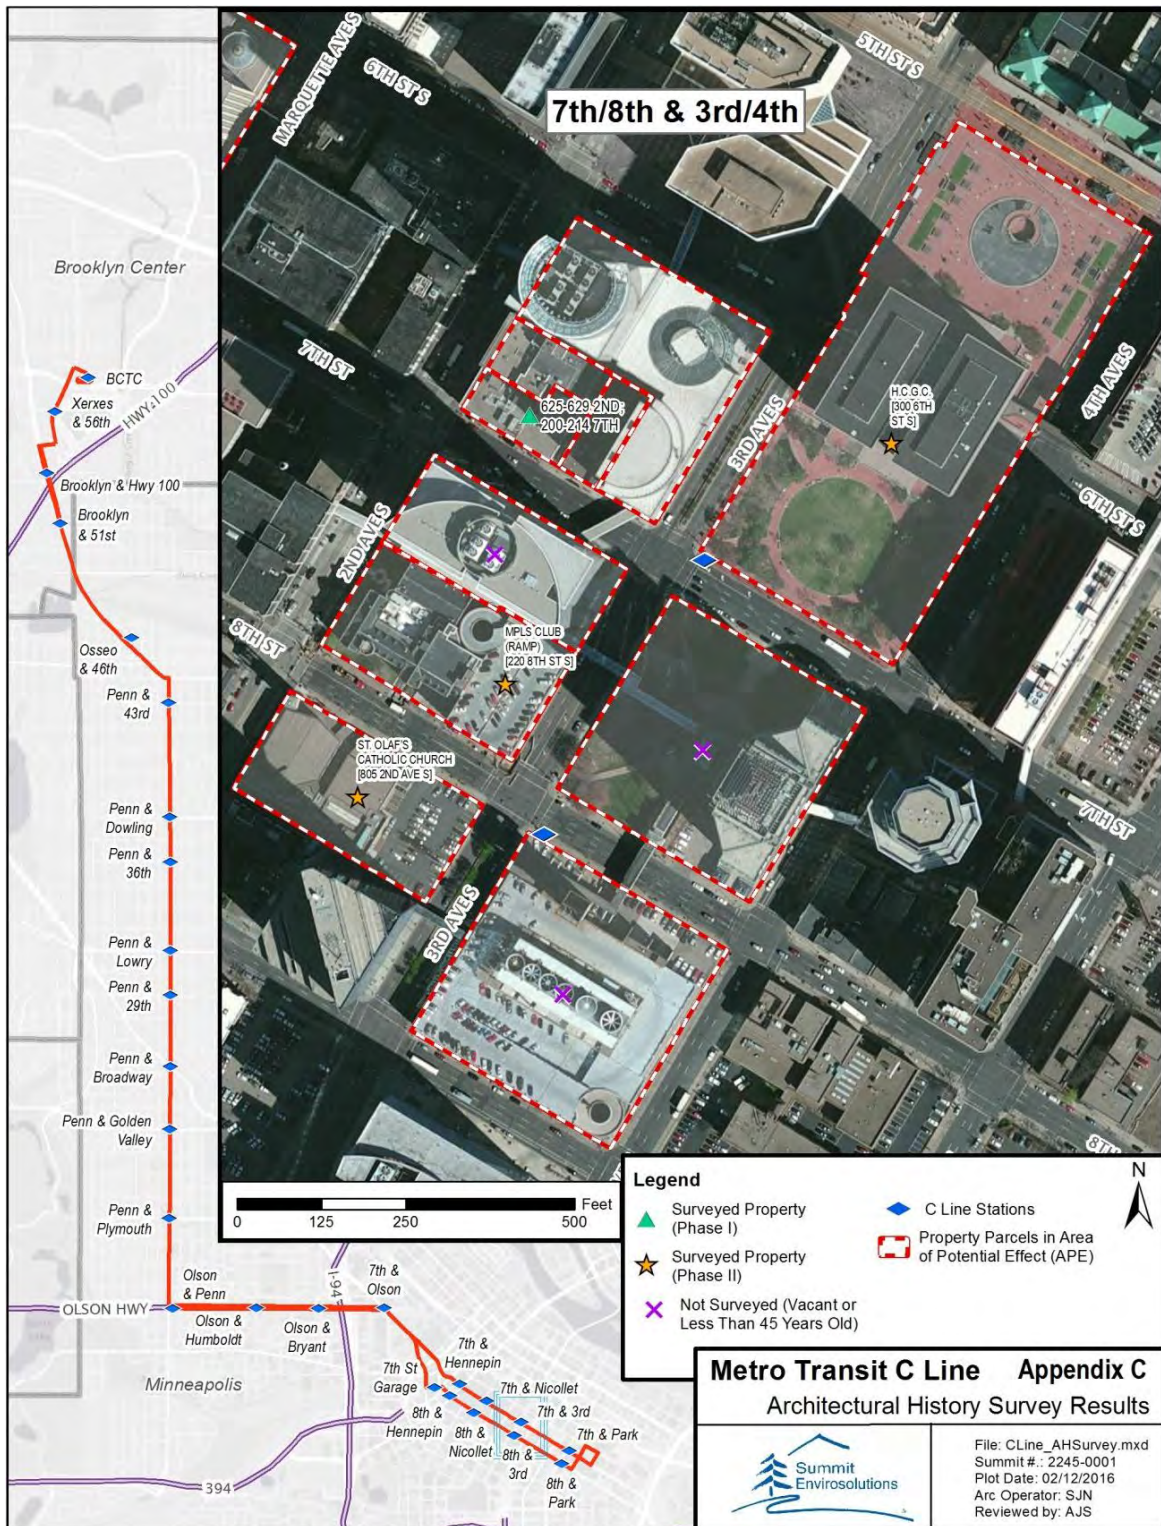 7th/8th & 3rd/4th
MARQUETTE AVES
6TH ST S
5TH ST S
7TH ST
3RD AVES
4TH AVE S
6TH ST S
H.C.G.C.
[300 6TH
ST S]
625-629 2ND;
200-214 7TH
2ND AVES
8TH ST
MPLS CLUB
(RAMP)
[220 8TH ST S]
ST. OLAF'S
CATHOLIC CHURCH
[805 2ND AVE S]
7TH ST
3RD AVE S
8TH
0 125 250 500 Feet
Brooklyn Center
BCTC
Xerxes
& 56th
HWY 100
Brooklyn & Hwy 100
Brooklyn
& 51st
Osseo
& 46th
Penn &
43rd
Penn &
Dowling
Penn &
36th
Penn &
Lowry
Penn &
29th
Penn &
Broadway
Penn & Golden
Valley
Penn &
Plymouth
OLSON HWY
Olson
& Penn
Olson &
Humboldt
Olson &
Bryant
I-94
7th &
Olson
Minneapolis
7th &
Hennepin
7th St
Garage
7th & Nicollet
7th & 3rd
7th & Park
8th &
Hennepin
8th &
Nicollet
8th &
3rd
8th &
Park
394
Legend
N
Surveyed Property
(Phase I)
Surveyed Property
(Phase II)
Not Surveyed (Vacant or
Less Than 45 Years Old)
C Line Stations
Property Parcels in Area
of Potential Effect (APE)
Metro Transit C Line Appendix C
Architectural History Survey Results
Summit
Envirosolutions
File: CLine_AHSurvey.mxd
Summit #.: 2245-0001
Plot Date: 02/12/2016
Arc Operator: SJN
Reviewed by: AJS